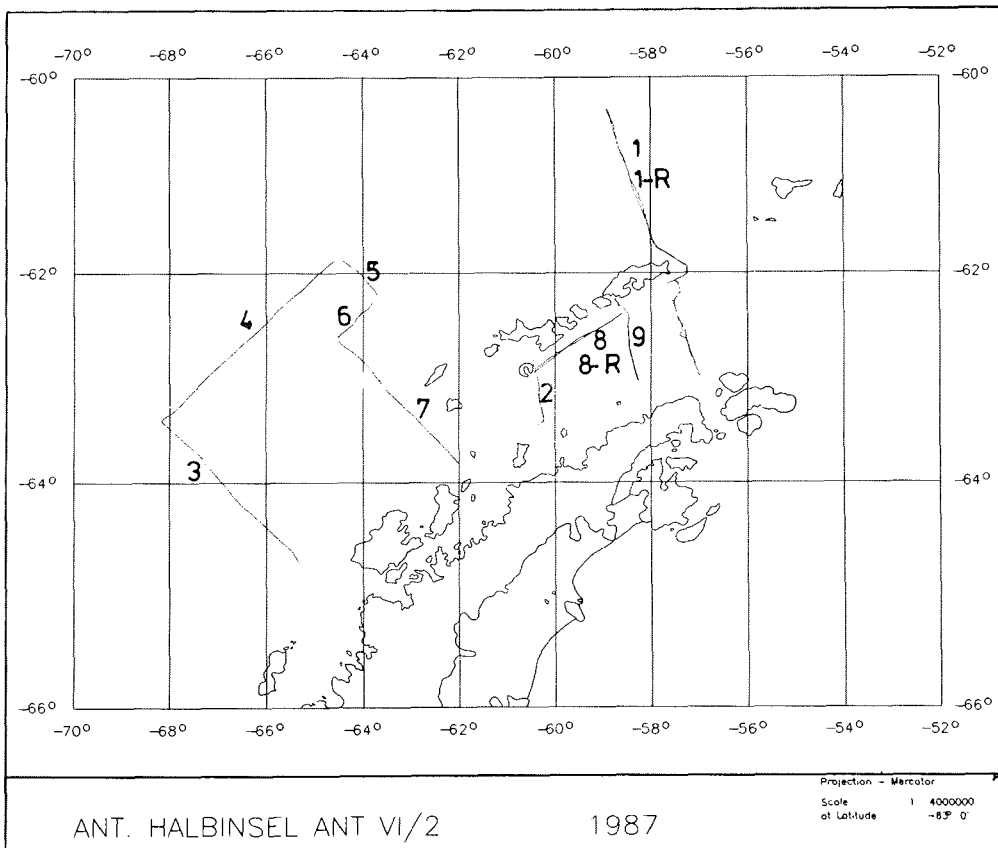 -70° -68° -66° -64° -62° -60° -58° -56° -54° -52°
-60° -60°
1
1-R
-62° -62°
5
4
6
8 9
8-R
2
7
3
-64° -64°
-66° -66°
-70° -68° -66° -64° -62° -60° -58° -56° -54° -52°
Projection - Mercator
Scale 1 4000000
at Latitude
ANT. HALBINSEL ANT VI/2 1987